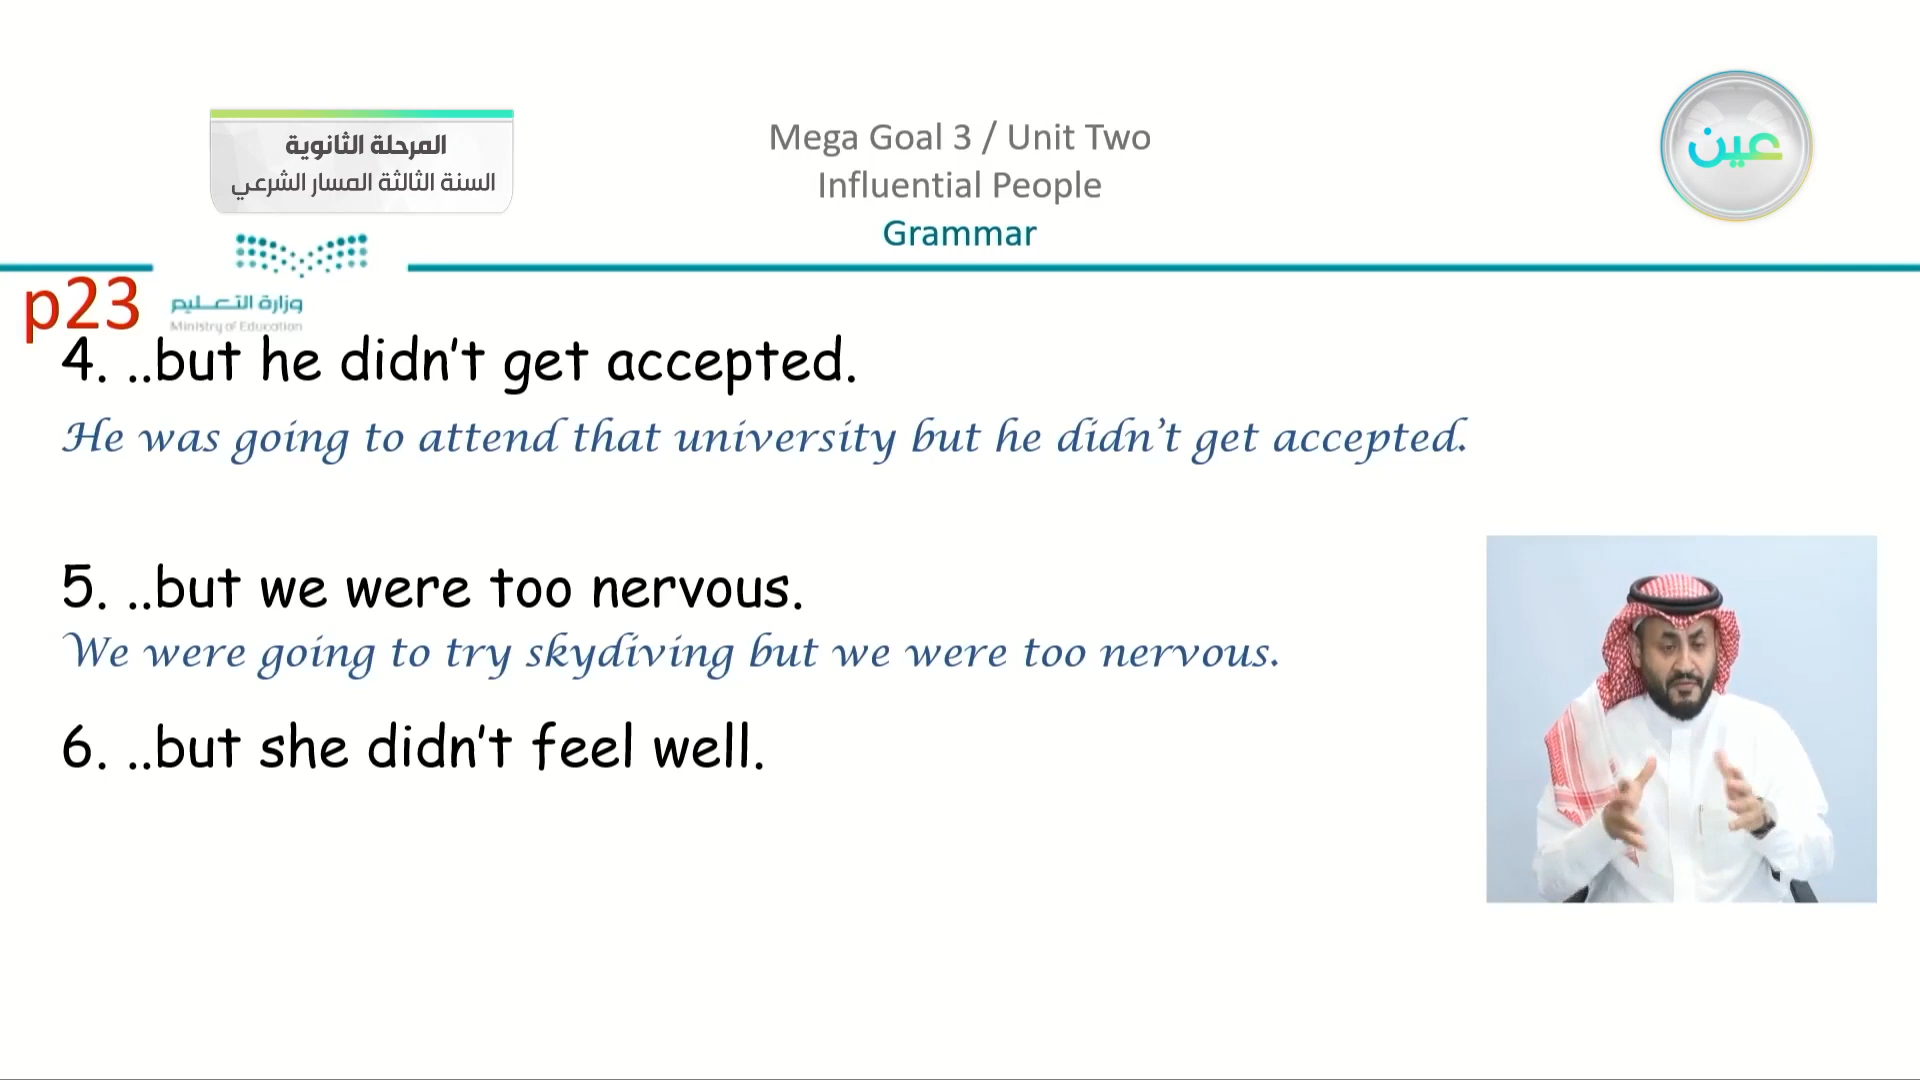 المرحلة الثانوية
السنة الثالثة المسار الشرعي
Mega Goal 3 / Unit Two
Influential People
Grammar
عين
p23
وزارة التعليم
Ministry of Education
4. ..but he didn't get accepted.
He was going to attend that university but he didn't get accepted.
5. ..but we were too nervous.
We were going to try skydiving but we were too nervous.
6. ..but she didn't feel well.